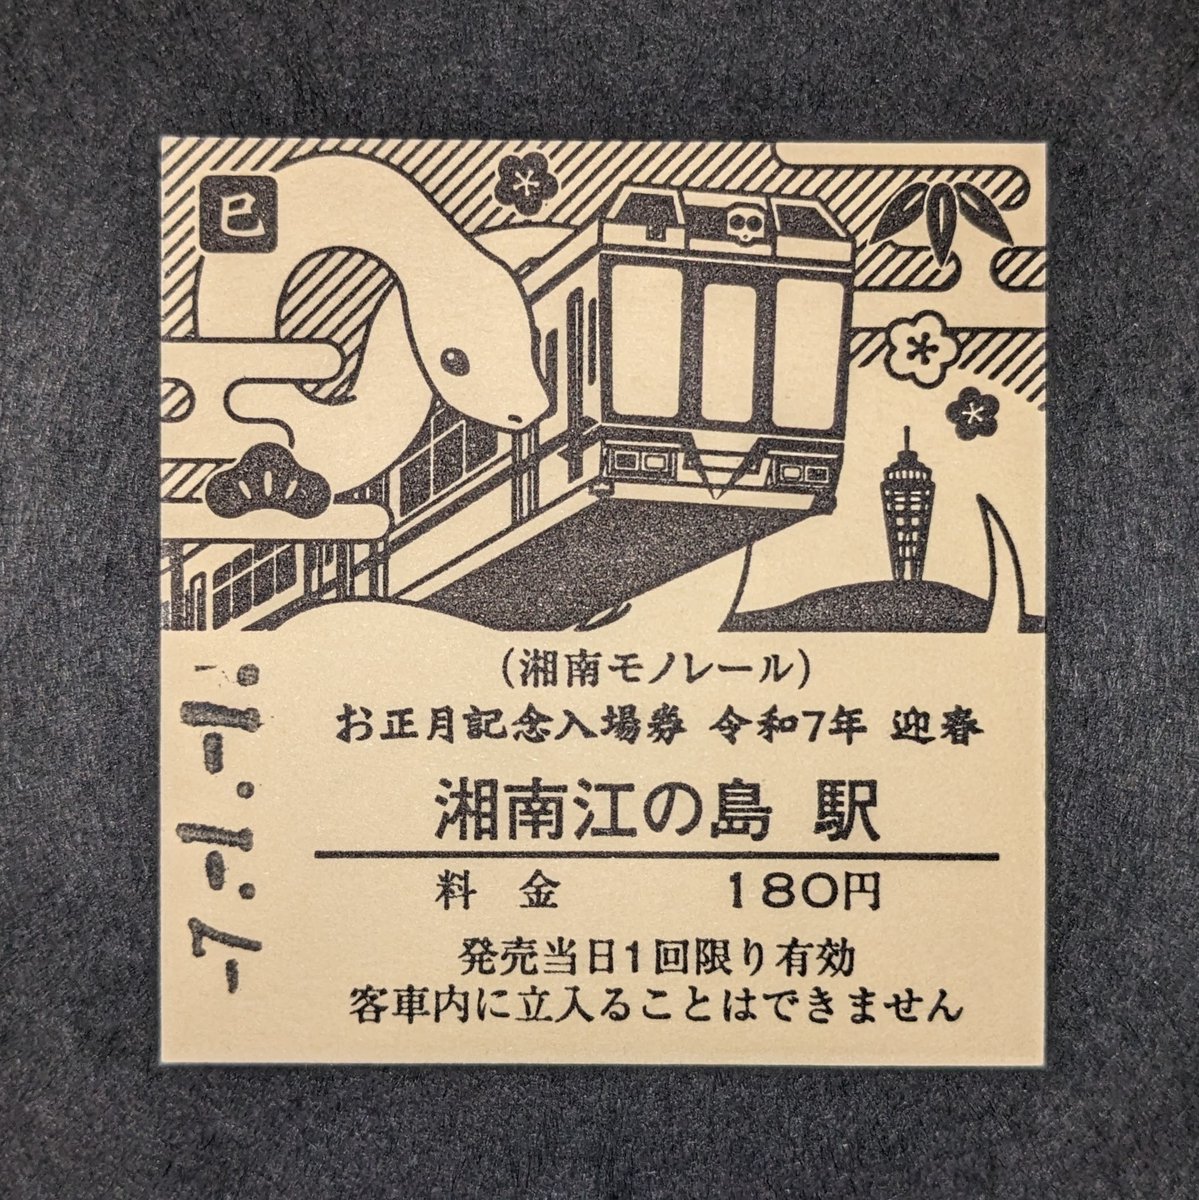 巳
(湘南モノレール)
お正月記念入場券 令和7年 迎春
湘南江の島 駅
料 金 180円
発売当日1回限り有効
客車内に立入ることはできません
-7.-1.-1.